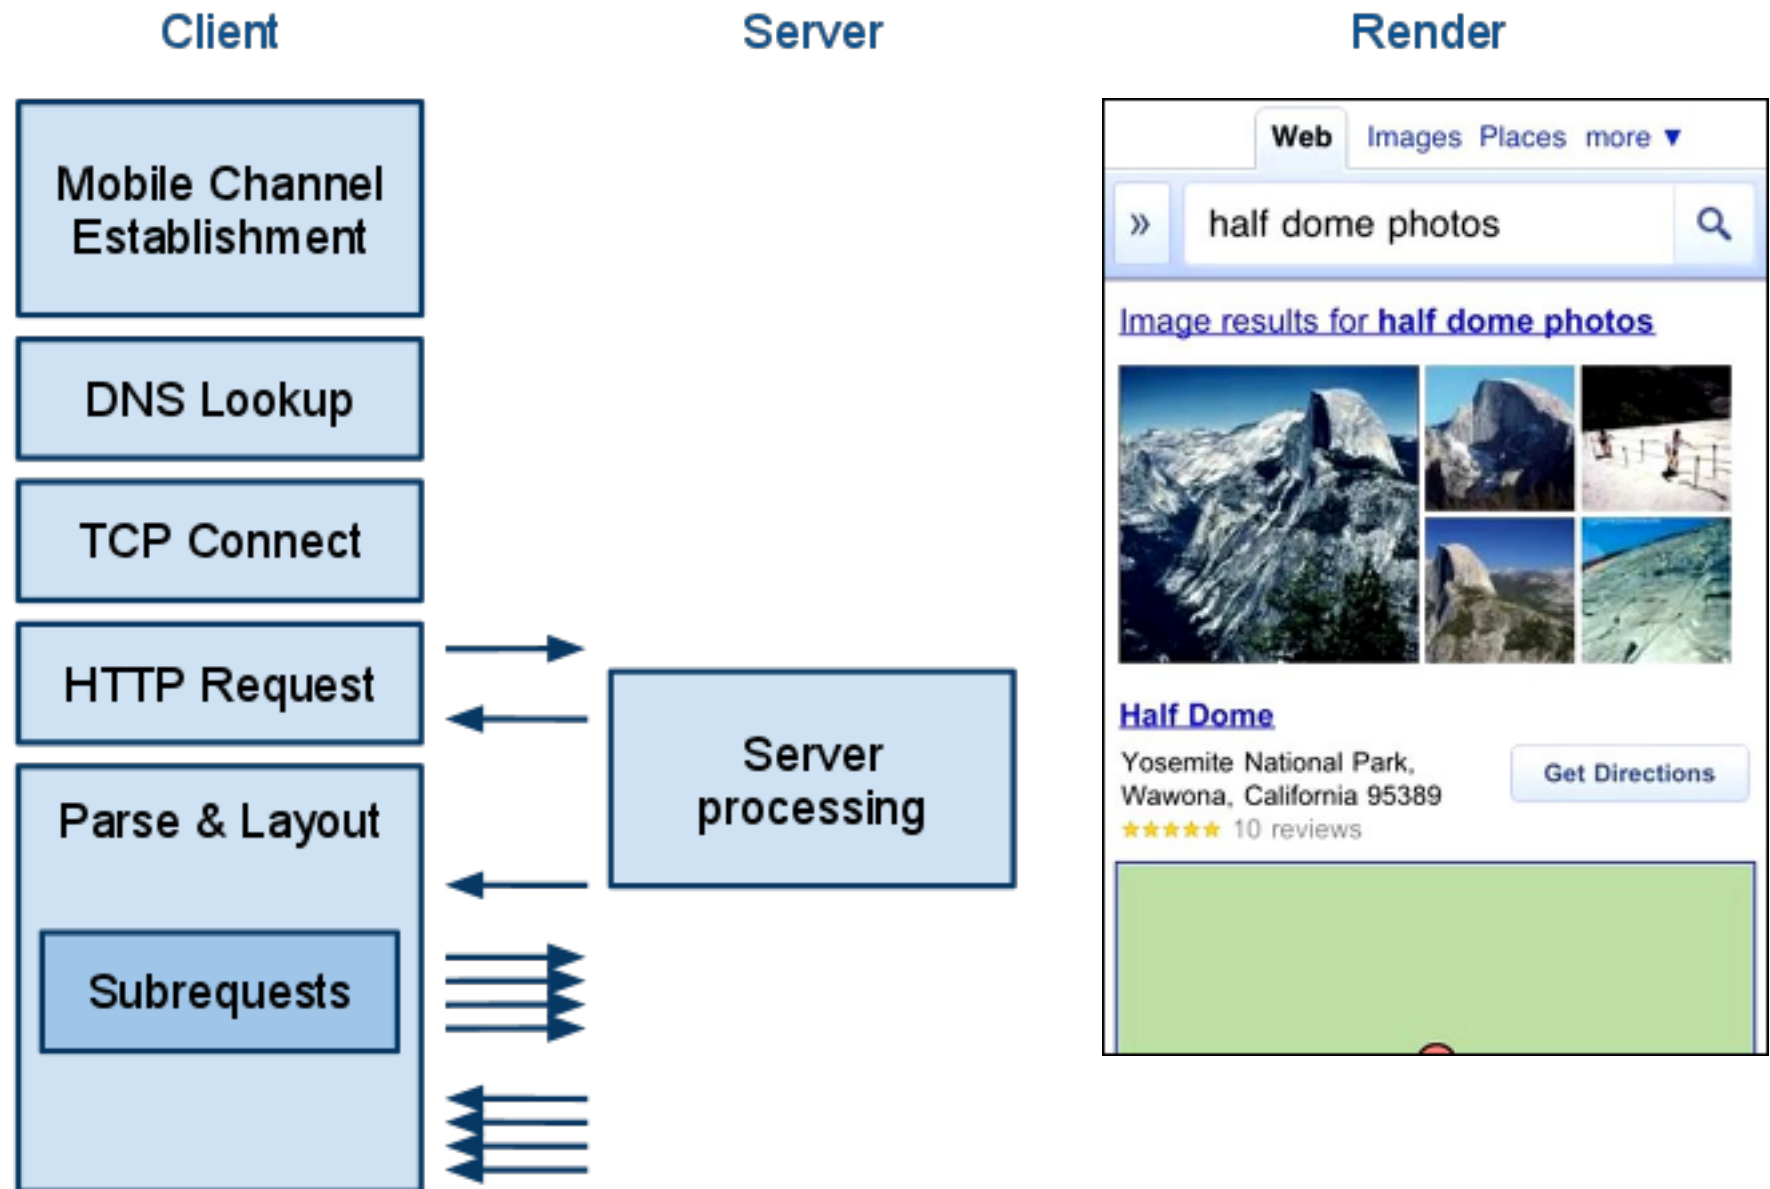 Client
Server
Render
Mobile Channel
Establishment
DNS Lookup
TCP Connect
HTTP Request
Parse & Layout
Subrequests
Server
processing
Web Images Places more ▼
» half dome photos
Image results for half dome photos
Half Dome
Yosemite National Park,
Wawona, California 95389
★★★★★ 10 reviews
Get Directions